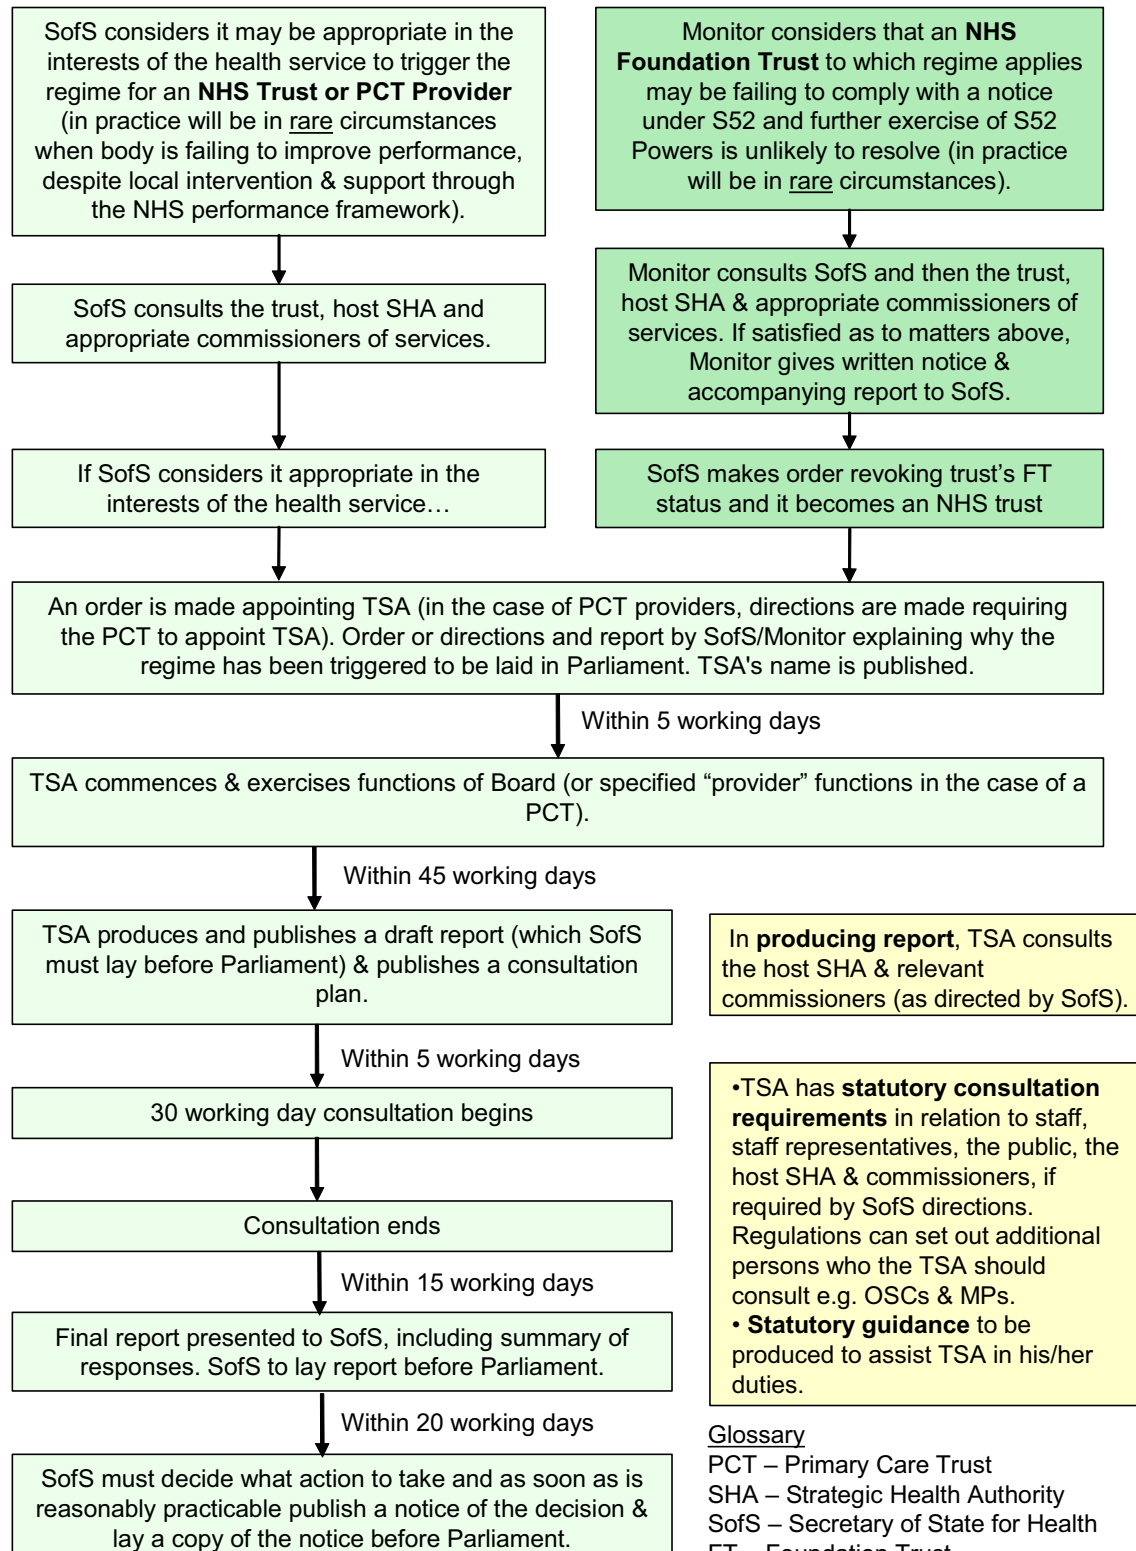 SofS considers it may be appropriate in the
interests of the health service to trigger the
regime for an NHS Trust or PCT Provider
(in practice will be in rare circumstances
when body is failing to improve performance,
despite local intervention & support through
the NHS performance framework).
Monitor considers that an NHS
Foundation Trust to which regime applies
may be failing to comply with a notice
under S52 and further exercise of S52
Powers is unlikely to resolve (in practice
will be in rare circumstances).
SofS consults the trust, host SHA and
appropriate commissioners of services.
Monitor consults SofS and then the trust,
host SHA & appropriate commissioners of
services. If satisfied as to matters above,
Monitor gives written notice &
accompanying report to SofS.
If SofS considers it appropriate in the
interests of the health service…
SofS makes order revoking trust’s FT
status and it becomes an NHS trust
An order is made appointing TSA (in the case of PCT providers, directions are made requiring
the PCT to appoint TSA). Order or directions and report by SofS/Monitor explaining why the
regime has been triggered to be laid in Parliament. TSA's name is published.
Within 5 working days
TSA commences & exercises functions of Board (or specified “provider” functions in the case of a
PCT).
Within 45 working days
TSA produces and publishes a draft report (which SofS
must lay before Parliament) & publishes a consultation
plan.
In producing report, TSA consults
the host SHA & relevant
commissioners (as directed by SofS).
Within 5 working days
30 working day consultation begins
Consultation ends
Within 15 working days
Final report presented to SofS, including summary of
responses. SofS to lay report before Parliament.
Within 20 working days
SofS must decide what action to take and as soon as is
reasonably practicable publish a notice of the decision &
lay a copy of the notice before Parliament.
•TSA has statutory consultation
requirements in relation to staff,
staff representatives, the public, the
host SHA & commissioners, if
required by SofS directions.
Regulations can set out additional
persons who the TSA should
consult e.g. OSCs & MPs.
• Statutory guidance to be
produced to assist TSA in his/her
duties.
Glossary
PCT – Primary Care Trust
SHA – Strategic Health Authority
SofS – Secretary of State for Health
FT – Foundation Trust